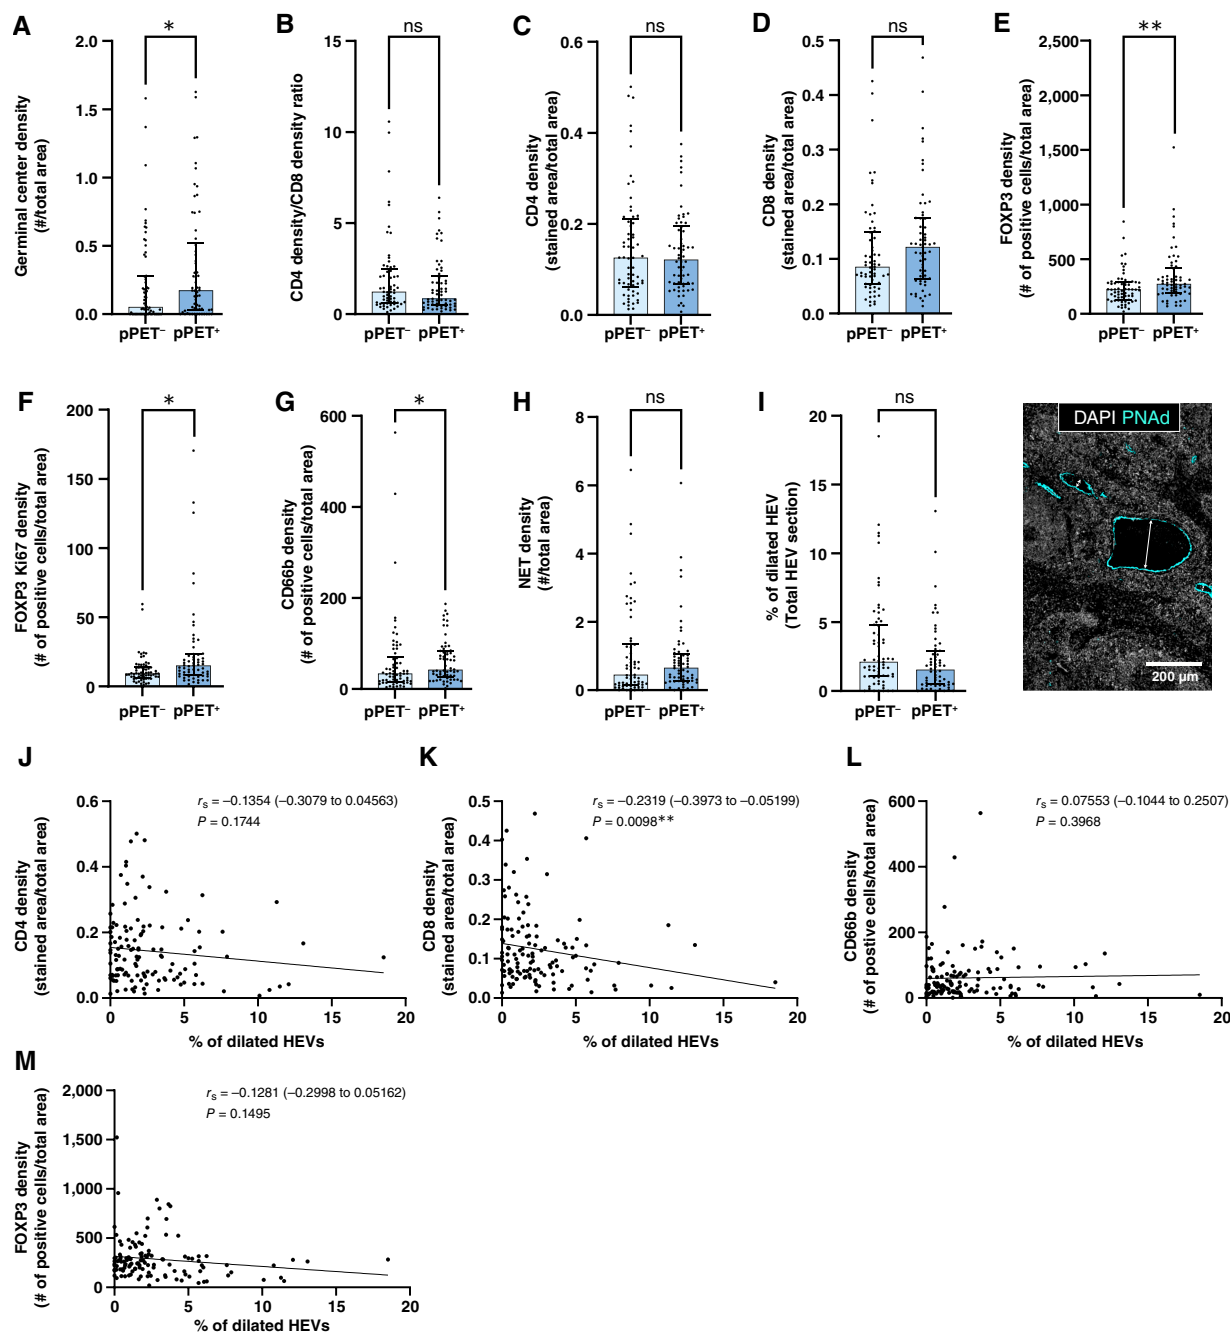 A
*
Germinal center density
(#/total area)
2.0
1.5
1.0
0.5
0.0
pPET⁻ pPET⁺
B
ns
CD4 density/CD8 density ratio
15
10
5
0
pPET⁻ pPET⁺
C
ns
CD4 density
(stained area/total area)
0.6
0.4
0.2
0.0
pPET⁻ pPET⁺
D
ns
CD8 density
(stained area/total area)
0.5
0.4
0.3
0.2
0.1
0.0
pPET⁻ pPET⁺
E
**
FOXP3 density
(# of positive cells/total area)
2,500
2,000
1,500
1,000
500
0
pPET⁻ pPET⁺
F
*
FOXP3 Ki67 density
(# of positive cells/total area)
200
150
100
50
0
pPET⁻ pPET⁺
G
*
CD66b density
(# of positive cells/total area)
600
400
200
0
pPET⁻ pPET⁺
H
ns
NET density
(#/total area)
8
6
4
2
0
pPET⁻ pPET⁺
I
ns
% of dilated HEV
(Total HEV section)
20
15
10
5
0
pPET⁻ pPET⁺
DAPI PNAd
200 µm
J
rs = −0.1354 (−0.3079 to 0.04563)
P = 0.1744
CD4 density
(stained area/total area)
0.6
0.4
0.2
0.0
0 5 10 15 20
% of dilated HEVs
K
rs = −0.2319 (−0.3973 to −0.05199)
P = 0.0098**
CD8 density
(stained area/total area)
0.5
0.4
0.3
0.2
0.1
0.0
0 5 10 15 20
% of dilated HEVs
L
rs = 0.07553 (−0.1044 to 0.2507)
P = 0.3968
CD66b density
(# of postive cells/total area)
600
400
200
0
0 5 10 15 20
% of dilated HEVs
M
rs = −0.1281 (−0.2998 to 0.05162)
P = 0.1495
FOXP3 density
(# of positive cells/total area)
2,000
1,500
1,000
500
0
0 5 10 15 20
% of dilated HEVs